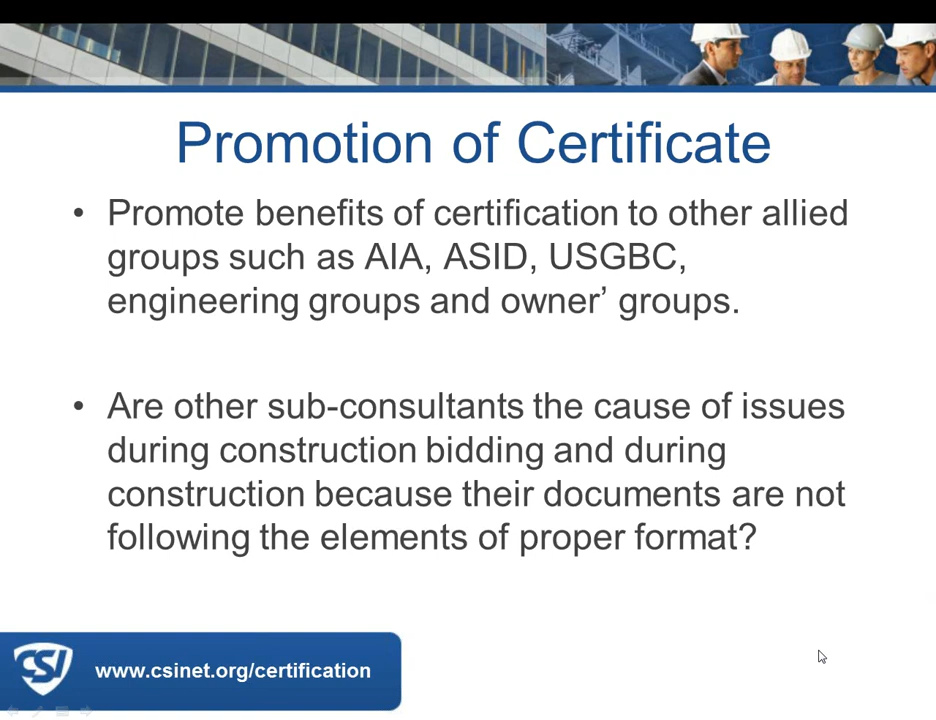 Promotion of Certificate
• Promote benefits of certification to other allied
groups such as AIA, ASID, USGBC,
engineering groups and owner’ groups.
• Are other sub-consultants the cause of issues
during construction bidding and during
construction because their documents are not
following the elements of proper format?
CSI www.csinet.org/certification